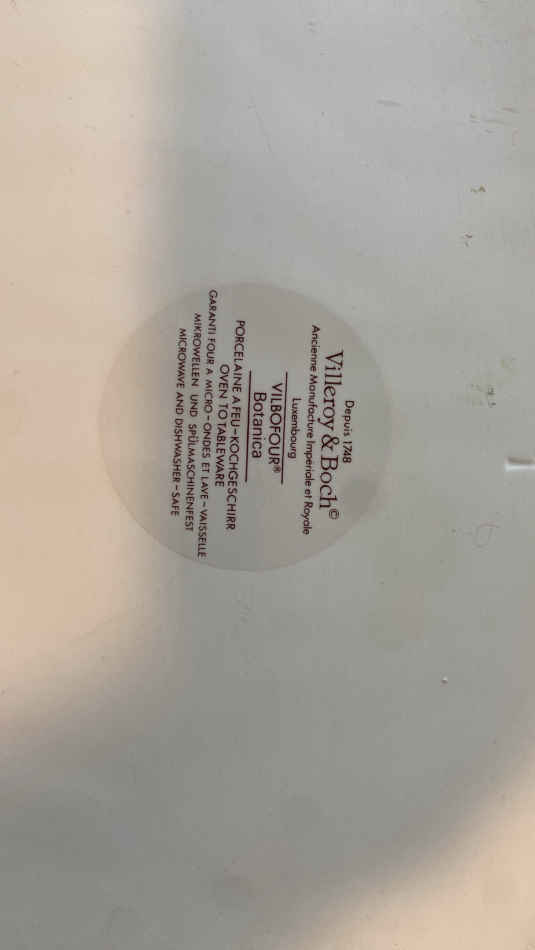 Depuis 1748
Villeroy & Boch©
Ancienne Manufacture Impériale et Royale
Luxembourg
VILBOFOUR®
Botanica
PORCELAINE A FEU-KOCHGESCHIRR
OVEN TO TABLEWARE
GARANTI FOUR A MICRO-ONDES ET LAVE-VAISSELLE
MIKROWELLEN UND SPÜLMASCHINENFEST
MICROWAVE AND DISHWASHER-SAFE